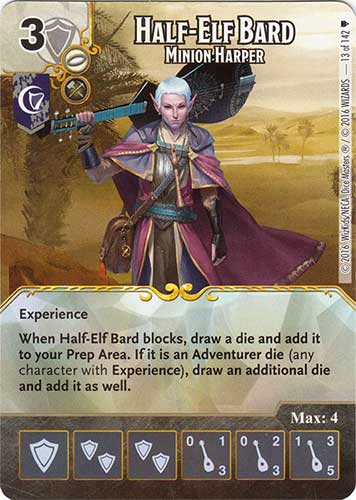 3
Half-Elf Bard
Minion Harper
13 of 142
© 2016 WIZARDS
©2016 WizKids/NECA. Dice Masters ®
Experience
When Half-Elf Bard blocks, draw a die and add it
to your Prep Area. If it is an Adventurer die (any
character with Experience), draw an additional die
and add it as well.
Max: 4
0 1 3
0 2 3
1 3 5